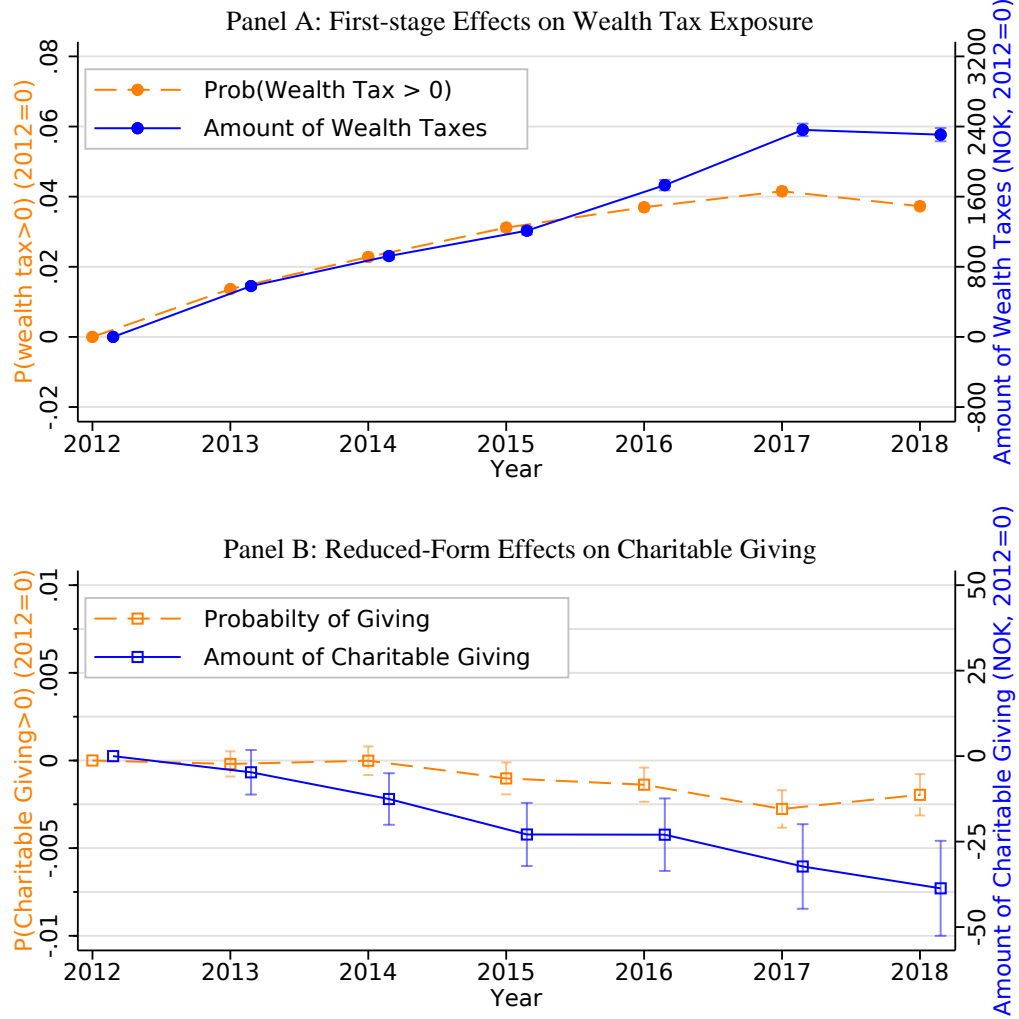 Panel A: First-stage Effects on Wealth Tax Exposure
P(wealth tax>0) (2012=0)
.08
.06
.04
.02
0
-.02
Prob(Wealth Tax > 0)
Amount of Wealth Taxes
3200
2400
1600
800
0
-800
Amount of Wealth Taxes (NOK, 2012=0)
2012 2013 2014 2015 2016 2017 2018
Year
Panel B: Reduced-Form Effects on Charitable Giving
P(Charitable Giving>0) (2012=0)
.01
.005
0
-.005
-.01
Probabilty of Giving
Amount of Charitable Giving
50
25
0
-25
-50
Amount of Charitable Giving (NOK, 2012=0)
2012 2013 2014 2015 2016 2017 2018
Year